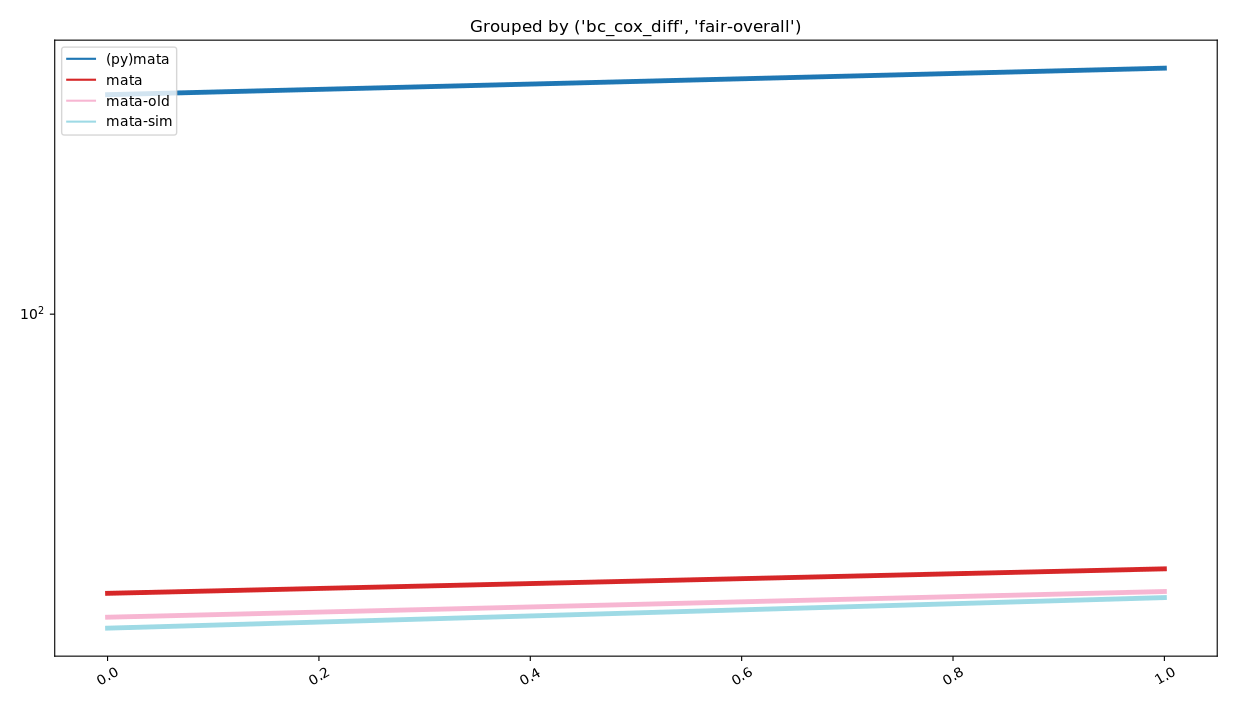 Grouped by ('bc_cox_diff', 'fair-overall')
(py)mata
mata
mata-old
mata-sim
10²
0.0 0.2 0.4 0.6 0.8 1.0